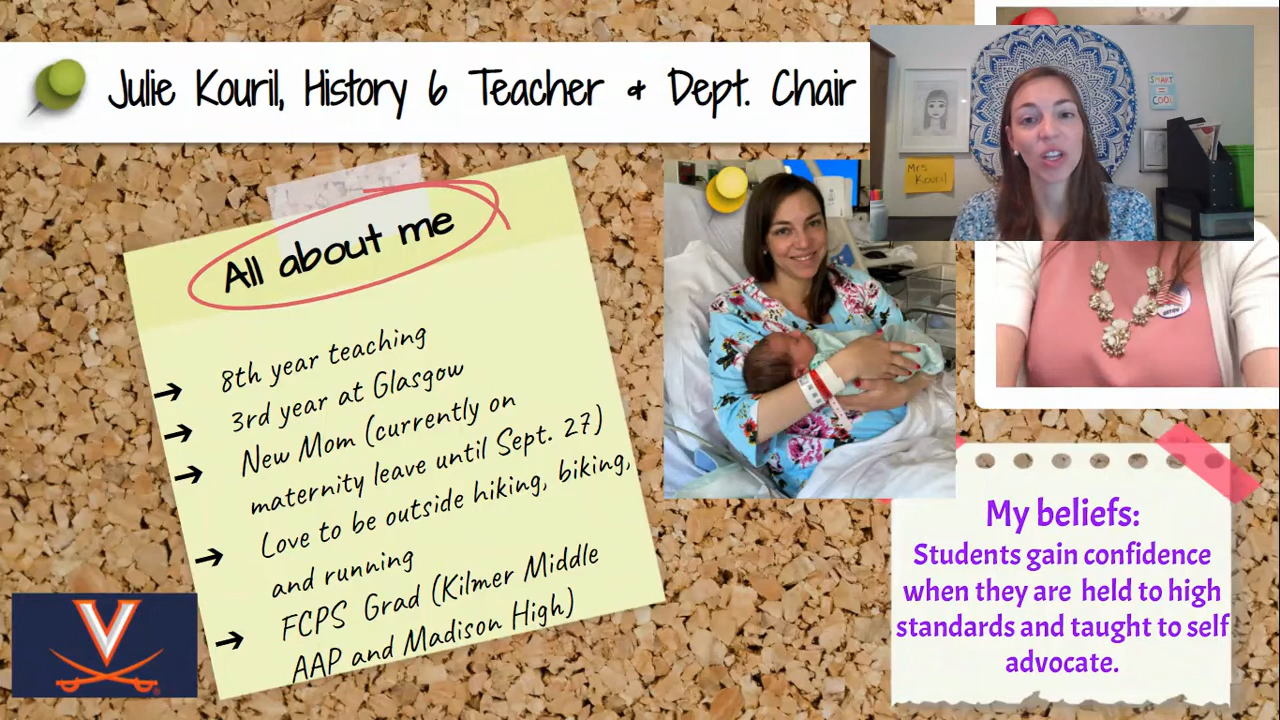 Julie Kouril, History 6 Teacher & Dept. Chair
SMART
COOL
Mrs
Kouril
All about me
8th year teaching
3rd year at Glasgow
New Mom (currently on
maternity leave until Sept. 27)
Love to be outside hiking, biking,
and running
FCPS Grad (Kilmer Middle
AAP and Madison High)
My beliefs:
Students gain confidence
when they are held to high
standards and taught to self
advocate.
V